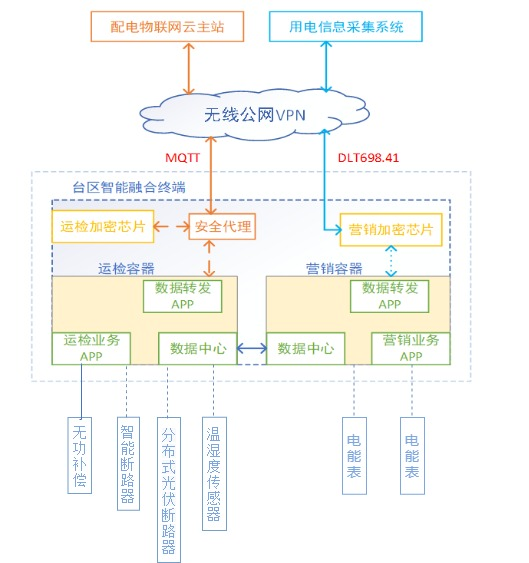 配电物联网云主站
用电信息采集系统
无线公网VPN
MQTT
DLT698.41
台区智能融合终端
运检加密芯片
安全代理
营销加密芯片
运检容器
营销容器
数据转发
APP
数据转发
APP
运检业务
APP
数据中心
数据中心
营销业务
APP
无功补偿
智能断路器
分布式光伏断路器
温湿度传感器
电能表
电能表